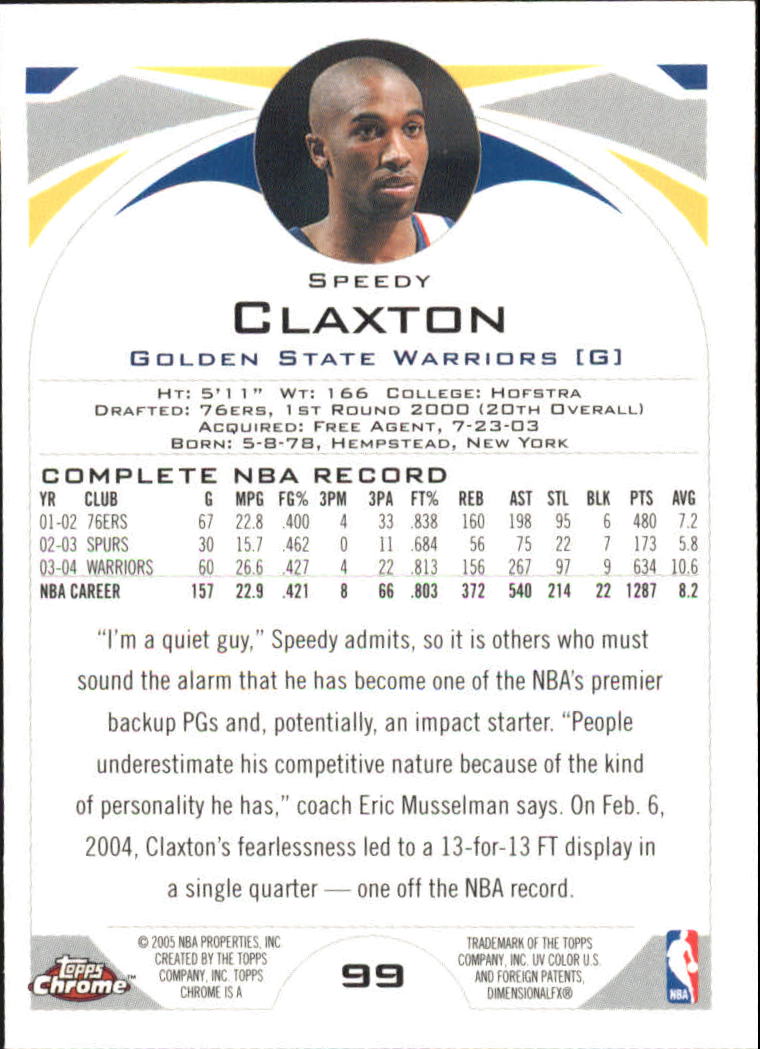 SPEEDY
CLAXTON
GOLDEN STATE WARRIORS [G]
HT: 5'11" WT: 166 COLLEGE: HOFSTRA
DRAFTED: 76ERS, 1ST ROUND 2000 (20TH OVERALL)
ACQUIRED: FREE AGENT, 7-23-03
BORN: 5-8-78, HEMPSTEAD, NEW YORK
COMPLETE NBA RECORD
YR CLUB G MPG FG% 3PM 3PA FT% REB AST STL BLK PTS AVG
01-02 76ERS 67 22.8 .400 4 33 .838 160 198 95 6 480 7.2
02-03 SPURS 30 15.7 .462 0 11 .684 56 75 22 7 173 5.8
03-04 WARRIORS 60 26.6 .427 4 22 .813 156 267 97 9 634 10.6
NBA CAREER 157 22.9 .421 8 66 .803 372 540 214 22 1287 8.2
"I'm a quiet guy," Speedy admits, so it is others who must
sound the alarm that he has become one of the NBA's premier
backup PGs and, potentially, an impact starter. "People
underestimate his competitive nature because of the kind
of personality he has," coach Eric Musselman says. On Feb. 6,
2004, Claxton's fearlessness led to a 13-for-13 FT display in
a single quarter — one off the NBA record.
Topps
Chrome™
© 2005 NBA PROPERTIES, INC
CREATED BY THE TOPPS
COMPANY, INC. TOPPS
CHROME IS A
99
TRADEMARK OF THE TOPPS
COMPANY, INC. UV COLOR U.S.
AND FOREIGN PATENTS,
DIMENSIONALFX®
NBA